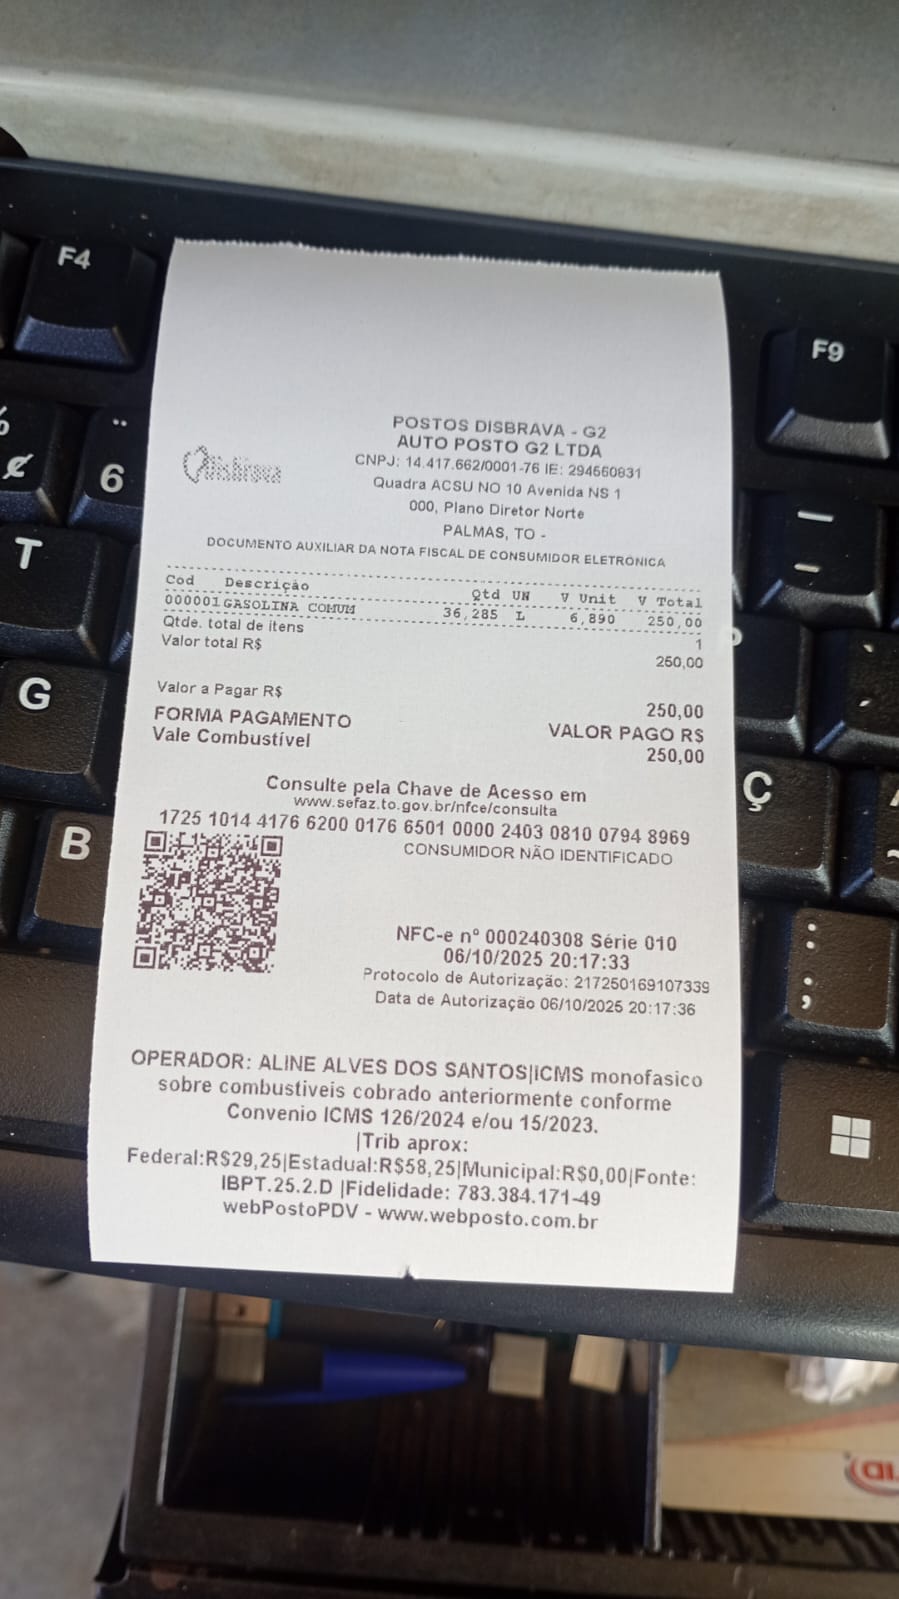 F4
F9
6
T
G
B
Ç
POSTOS DISBRAVA - G2
AUTO POSTO G2 LTDA
CNPJ: 14.417.662/0001-76 IE: 294660831
Quadra ACSU NO 10 Avenida NS 1
000, Plano Diretor Norte
PALMAS, TO -
DOCUMENTO AUXILIAR DA NOTA FISCAL DE CONSUMIDOR ELETRONICA
Cod Descrição Qtd UN V Unit V Total
000001 GASOLINA COMUM 36,285 L 6,890 250,00
Qtde. total de itens 1
Valor total R$ 250,00
Valor a Pagar R$ 250,00
FORMA PAGAMENTO VALOR PAGO R$
Vale Combustível 250,00
Consulte pela Chave de Acesso em
www.sefaz.to.gov.br/nfce/consulta
1725 1014 4176 6200 0176 6501 0000 2403 0810 0794 8969
CONSUMIDOR NÃO IDENTIFICADO
NFC-e nº 000240308 Série 010
06/10/2025 20:17:33
Protocolo de Autorização: 217250169107339
Data de Autorização 06/10/2025 20:17:36
OPERADOR: ALINE ALVES DOS SANTOS|ICMS monofasico
sobre combustiveis cobrado anteriormente conforme
Convenio ICMS 126/2024 e/ou 15/2023.
|Trib aprox:
Federal:R$29,25|Estadual:R$58,25|Municipal:R$0,00|Fonte:
IBPT.25.2.D |Fidelidade: 783.384.171-49
webPostoPDV - www.webposto.com.br